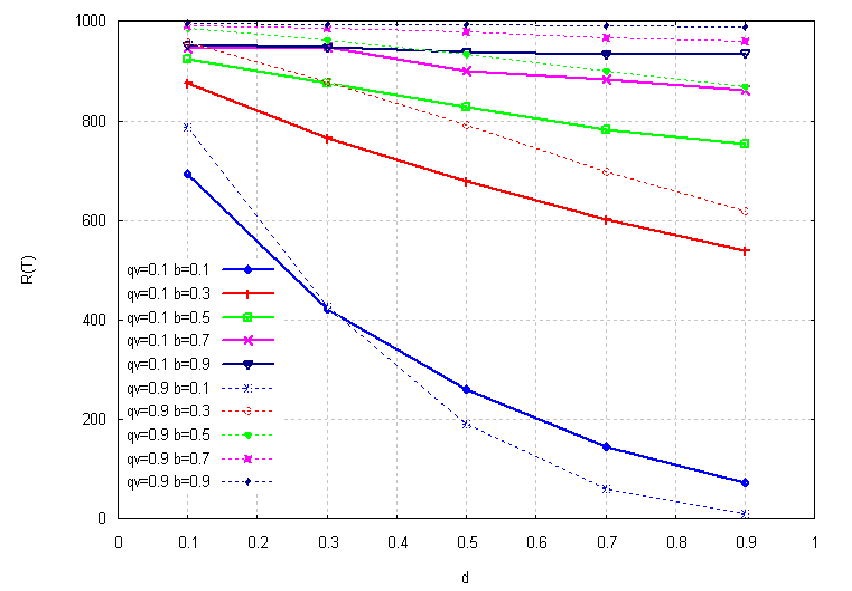 1000
800
600
400
200
0
R(T)
qv=0.1 b=0.1
qv=0.1 b=0.3
qv=0.1 b=0.5
qv=0.1 b=0.7
qv=0.1 b=0.9
qv=0.9 b=0.1
qv=0.9 b=0.3
qv=0.9 b=0.5
qv=0.9 b=0.7
qv=0.9 b=0.9
0 0.1 0.2 0.3 0.4 0.5 0.6 0.7 0.8 0.9 1
d